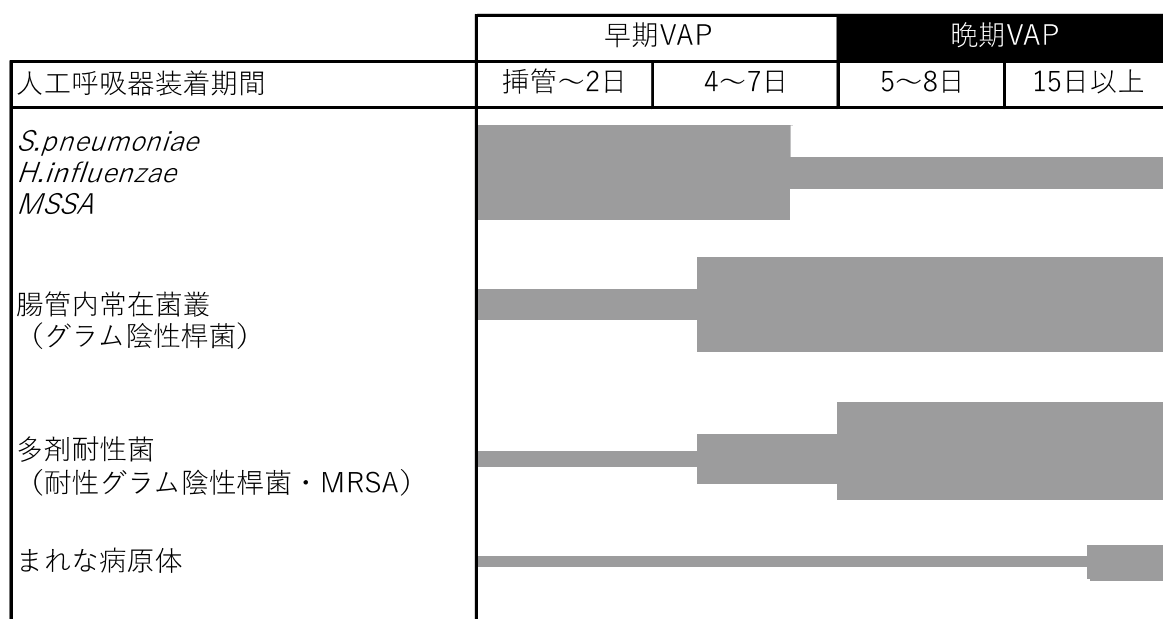 早期VAP
晩期VAP
人工呼吸器装着期間
挿管～2日
4～7日
5～8日
15日以上
S.pneumoniae
H.influenzae
MSSA
腸管内常在菌叢
（グラム陰性桿菌）
多剤耐性菌
（耐性グラム陰性桿菌・MRSA）
まれな病原体